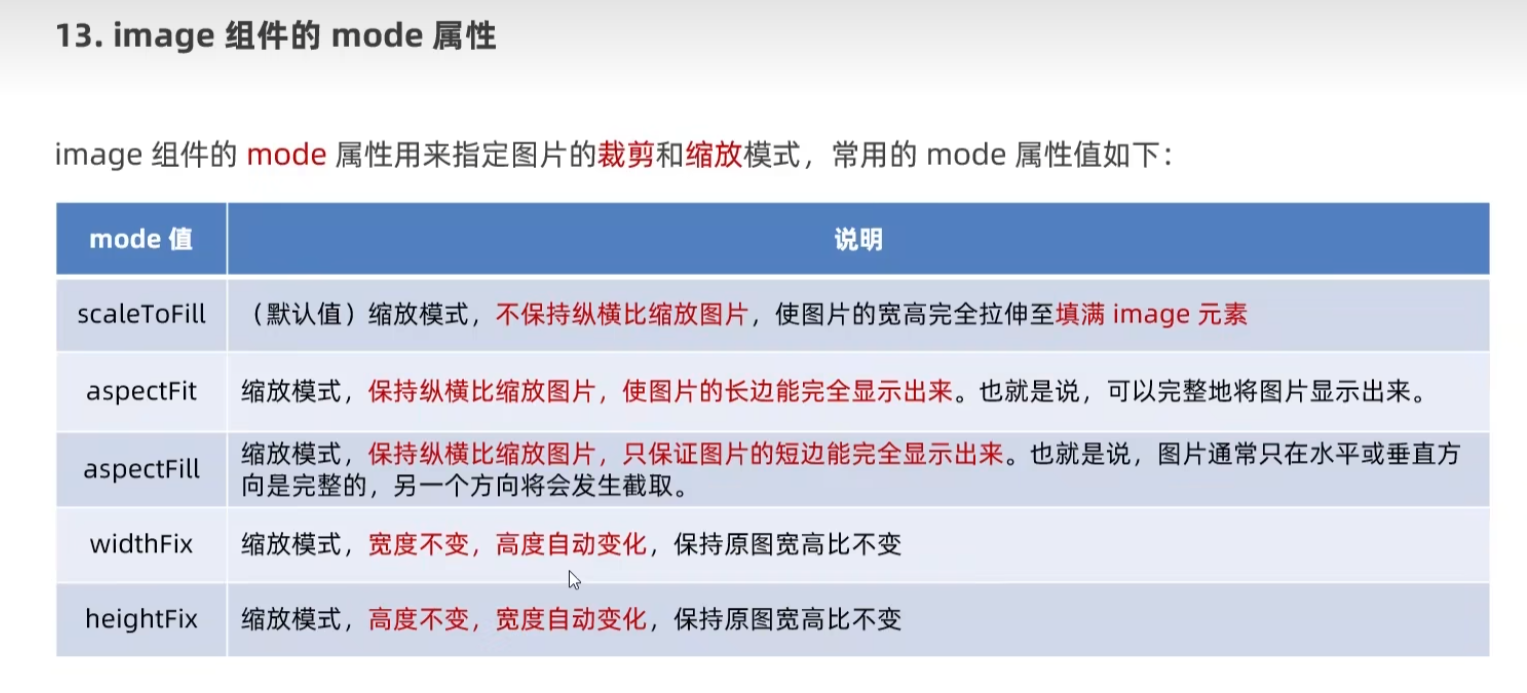 13. image 组件的 mode 属性
image 组件的 mode 属性用来指定图片的裁剪和缩放模式，常用的 mode 属性值如下：
mode 值 说明
scaleToFill （默认值）缩放模式，不保持纵横比缩放图片，使图片的宽高完全拉伸至填满 image 元素
aspectFit 缩放模式，保持纵横比缩放图片，使图片的长边能完全显示出来。也就是说，可以完整地将图片显示出来。
aspectFill 缩放模式，保持纵横比缩放图片，只保证图片的短边能完全显示出来。也就是说，图片通常只在水平或垂直方
向是完整的，另一个方向将会发生截取。
widthFix 缩放模式，宽度不变，高度自动变化，保持原图宽高比不变
heightFix 缩放模式，高度不变，宽度自动变化，保持原图宽高比不变